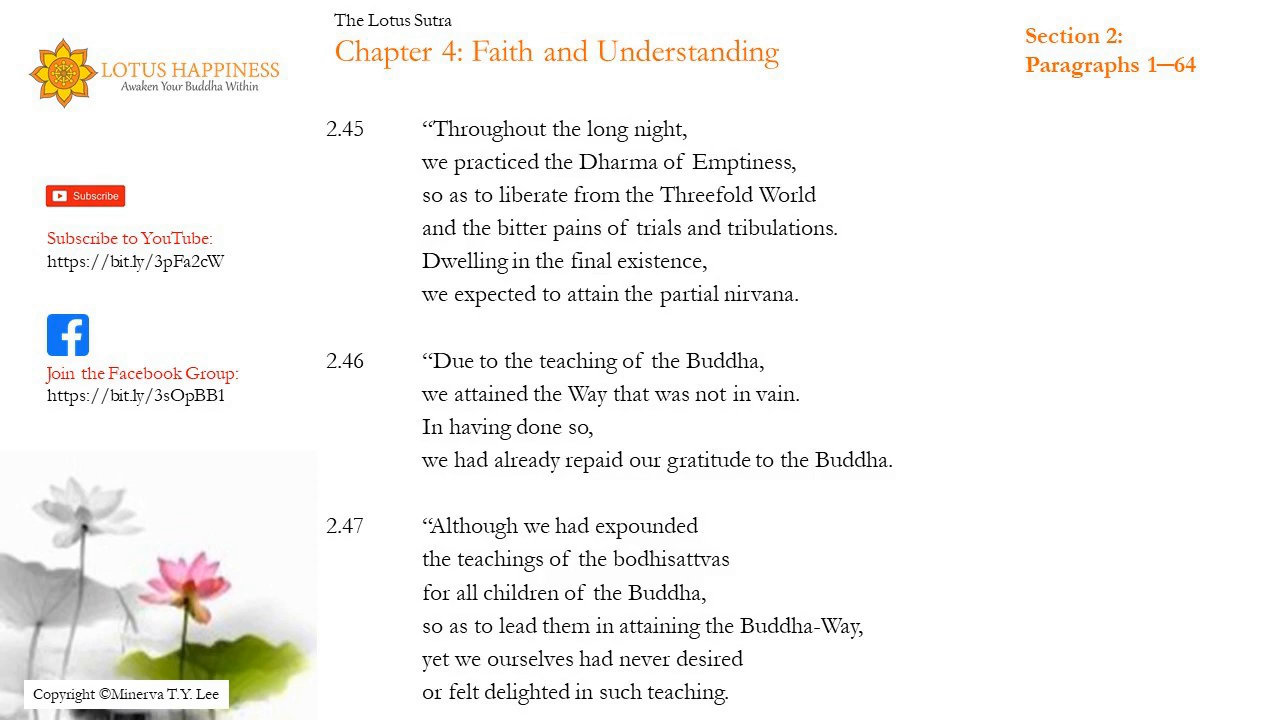 The Lotus Sutra
Chapter 4: Faith and Understanding
Section 2:
Paragraphs 1—64
LOTUS HAPPINESS
Awaken Your Buddha Within
Subscribe
Subscribe to YouTube:
https://bit.ly/3pFa2cW
Join the Facebook Group:
https://bit.ly/3sOpBB1
2.45 “Throughout the long night,
we practiced the Dharma of Emptiness,
so as to liberate from the Threefold World
and the bitter pains of trials and tribulations.
Dwelling in the final existence,
we expected to attain the partial nirvana.
2.46 “Due to the teaching of the Buddha,
we attained the Way that was not in vain.
In having done so,
we had already repaid our gratitude to the Buddha.
2.47 “Although we had expounded
the teachings of the bodhisattvas
for all children of the Buddha,
so as to lead them in attaining the Buddha-Way,
yet we ourselves had never desired
or felt delighted in such teaching.
Copyright ©Minerva T.Y. Lee